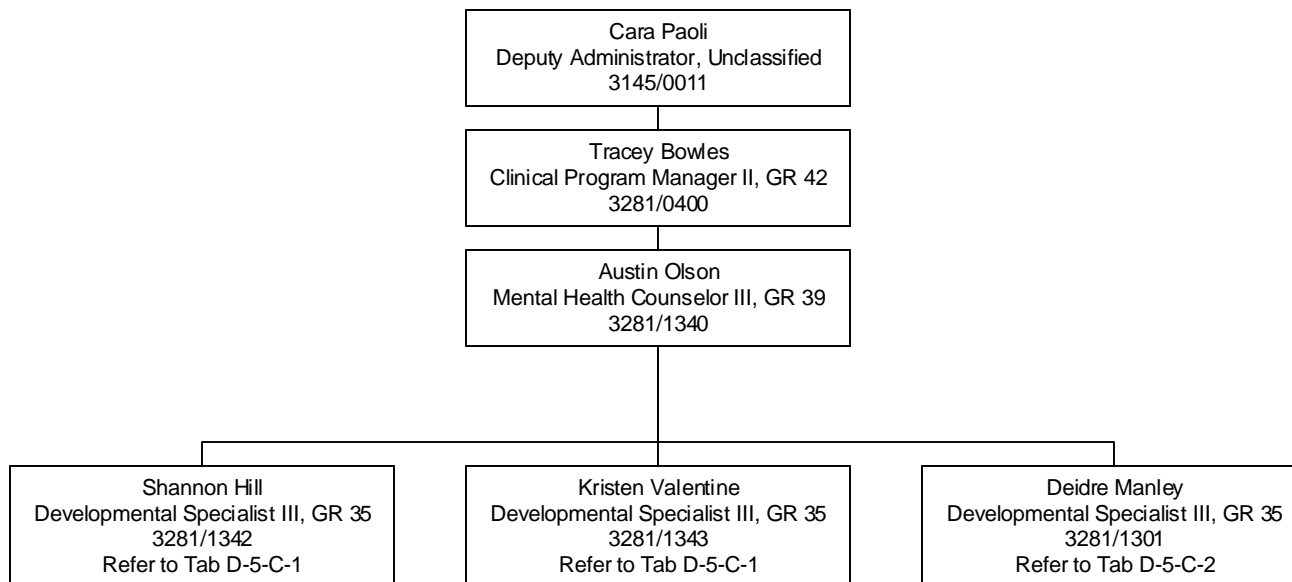 Cara Paoli
Deputy Administrator, Unclassified
3145/0011
Tracey Bowles
Clinical Program Manager II, GR 42
3281/0400
Austin Olson
Mental Health Counselor III, GR 39
3281/1340
Shannon Hill
Developmental Specialist III, GR 35
3281/1342
Refer to Tab D-5-C-1
Kristen Valentine
Developmental Specialist III, GR 35
3281/1343
Refer to Tab D-5-C-1
Deidre Manley
Developmental Specialist III, GR 35
3281/1301
Refer to Tab D-5-C-2